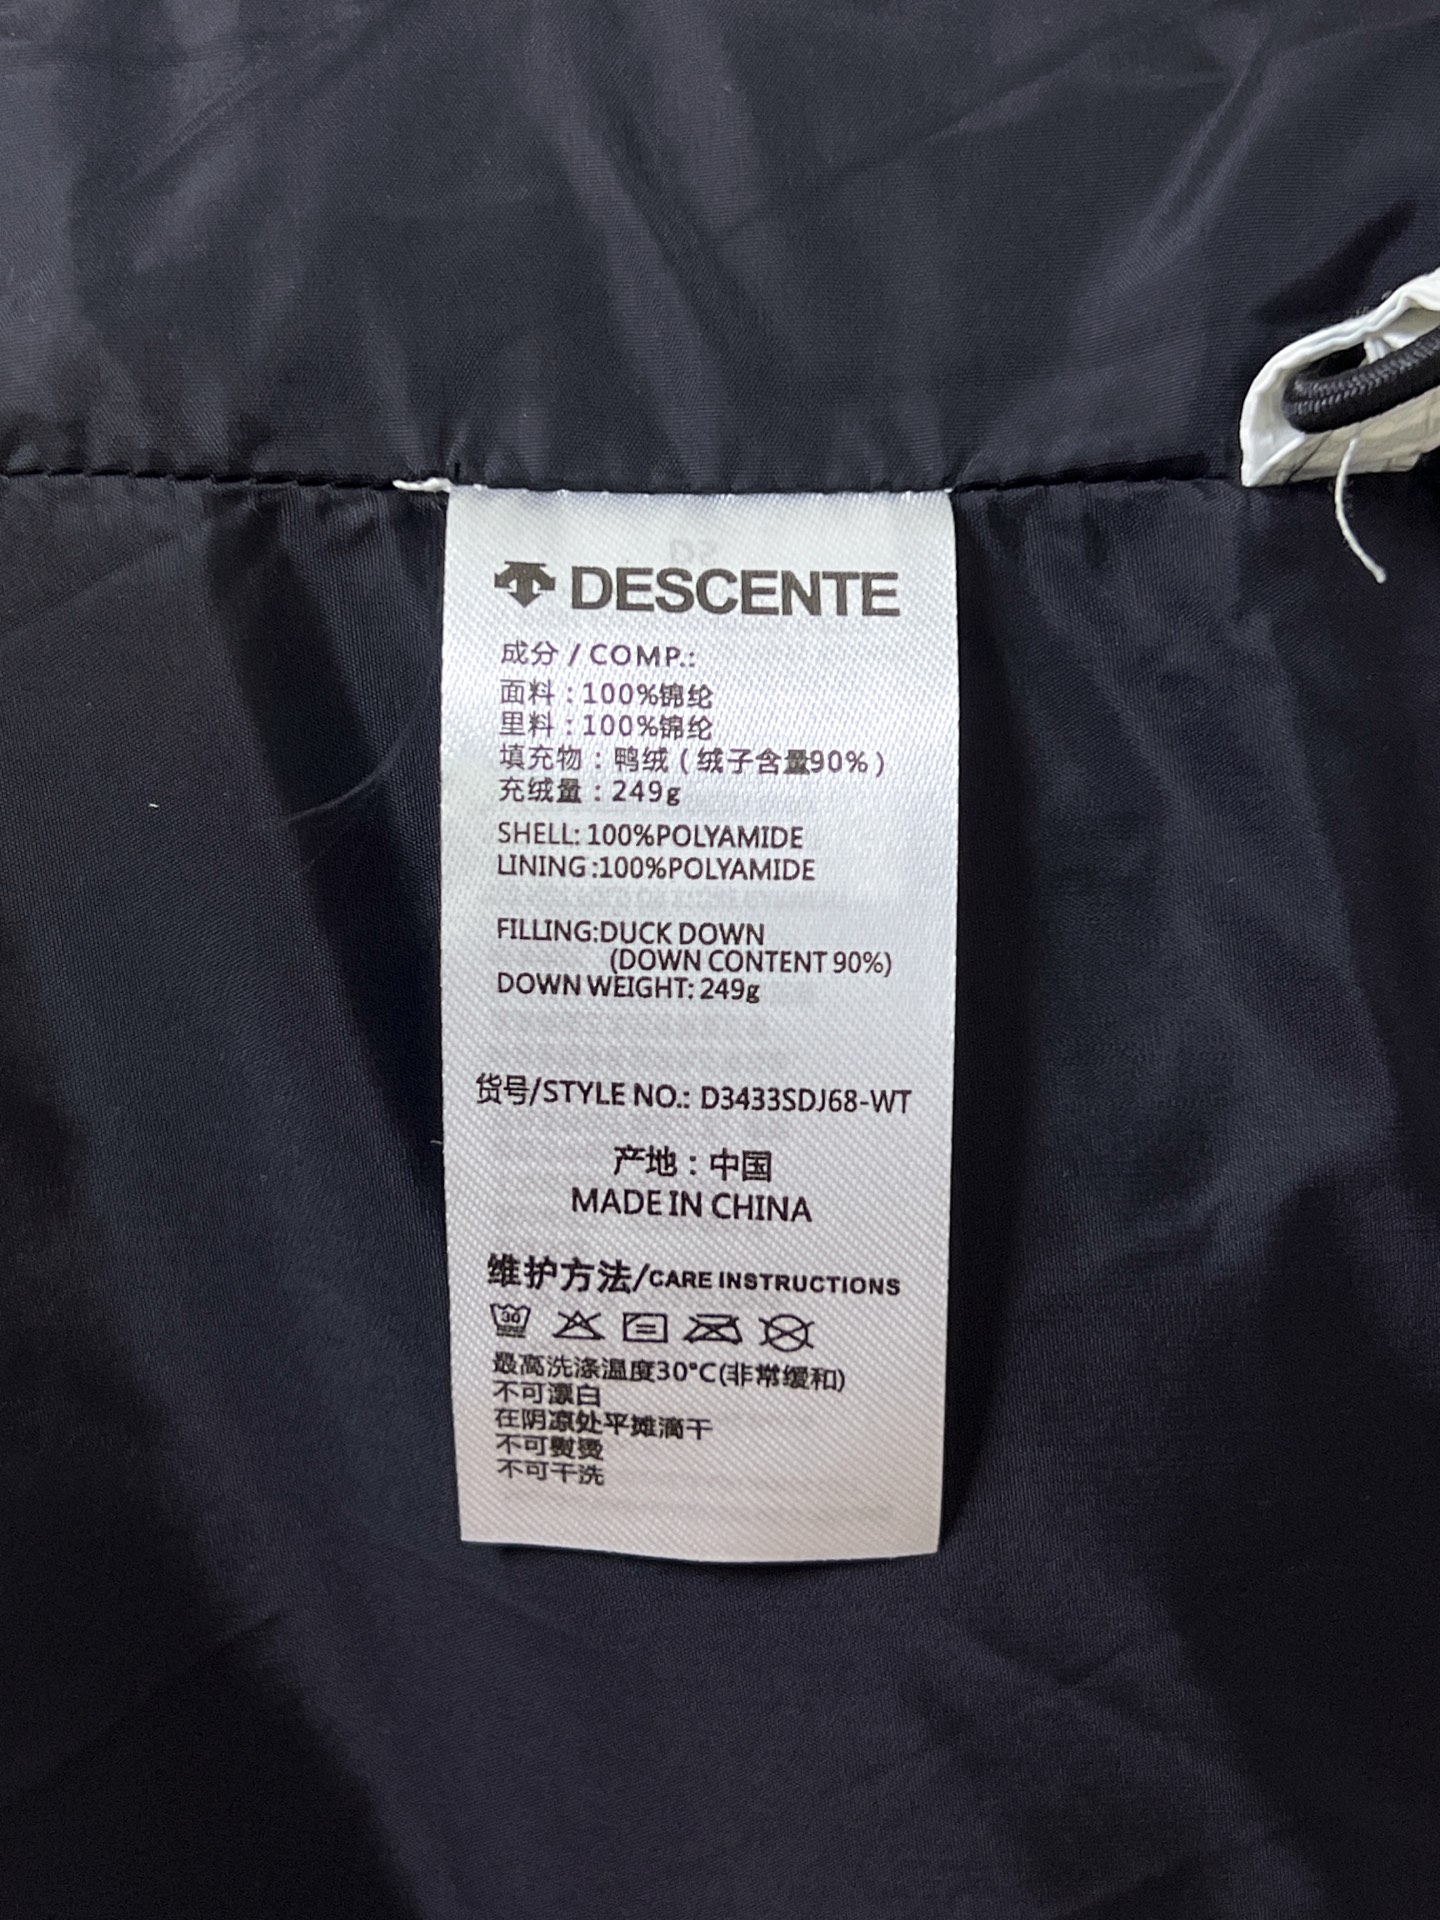 DESCENTE
成分 / COMP.:
面料：100%锦纶
里料：100%锦纶
填充物：鸭绒（绒子含量90%）
充绒量：249g
SHELL: 100%POLYAMIDE
LINING:100%POLYAMIDE
FILLING:DUCK DOWN
(DOWN CONTENT 90%)
DOWN WEIGHT: 249g
货号/STYLE NO.: D3433SDJ68-WT
产地：中国
MADE IN CHINA
维护方法/CARE INSTRUCTIONS
30
最高洗涤温度30°C(非常缓和)
不可漂白
在阴凉处平摊滴干
不可熨烫
不可干洗